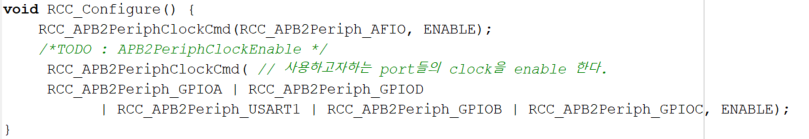 void RCC_Configure() {
RCC_APB2PeriphClockCmd(RCC_APB2Periph_AFIO, ENABLE);
/*TODO : APB2PeriphClockEnable */
RCC_APB2PeriphClockCmd( // 사용하고자하는 port들의 clock을 enable 한다.
RCC_APB2Periph_GPIOA | RCC_APB2Periph_GPIOD
| RCC_APB2Periph_USART1 | RCC_APB2Periph_GPIOB | RCC_APB2Periph_GPIOC, ENABLE);
}